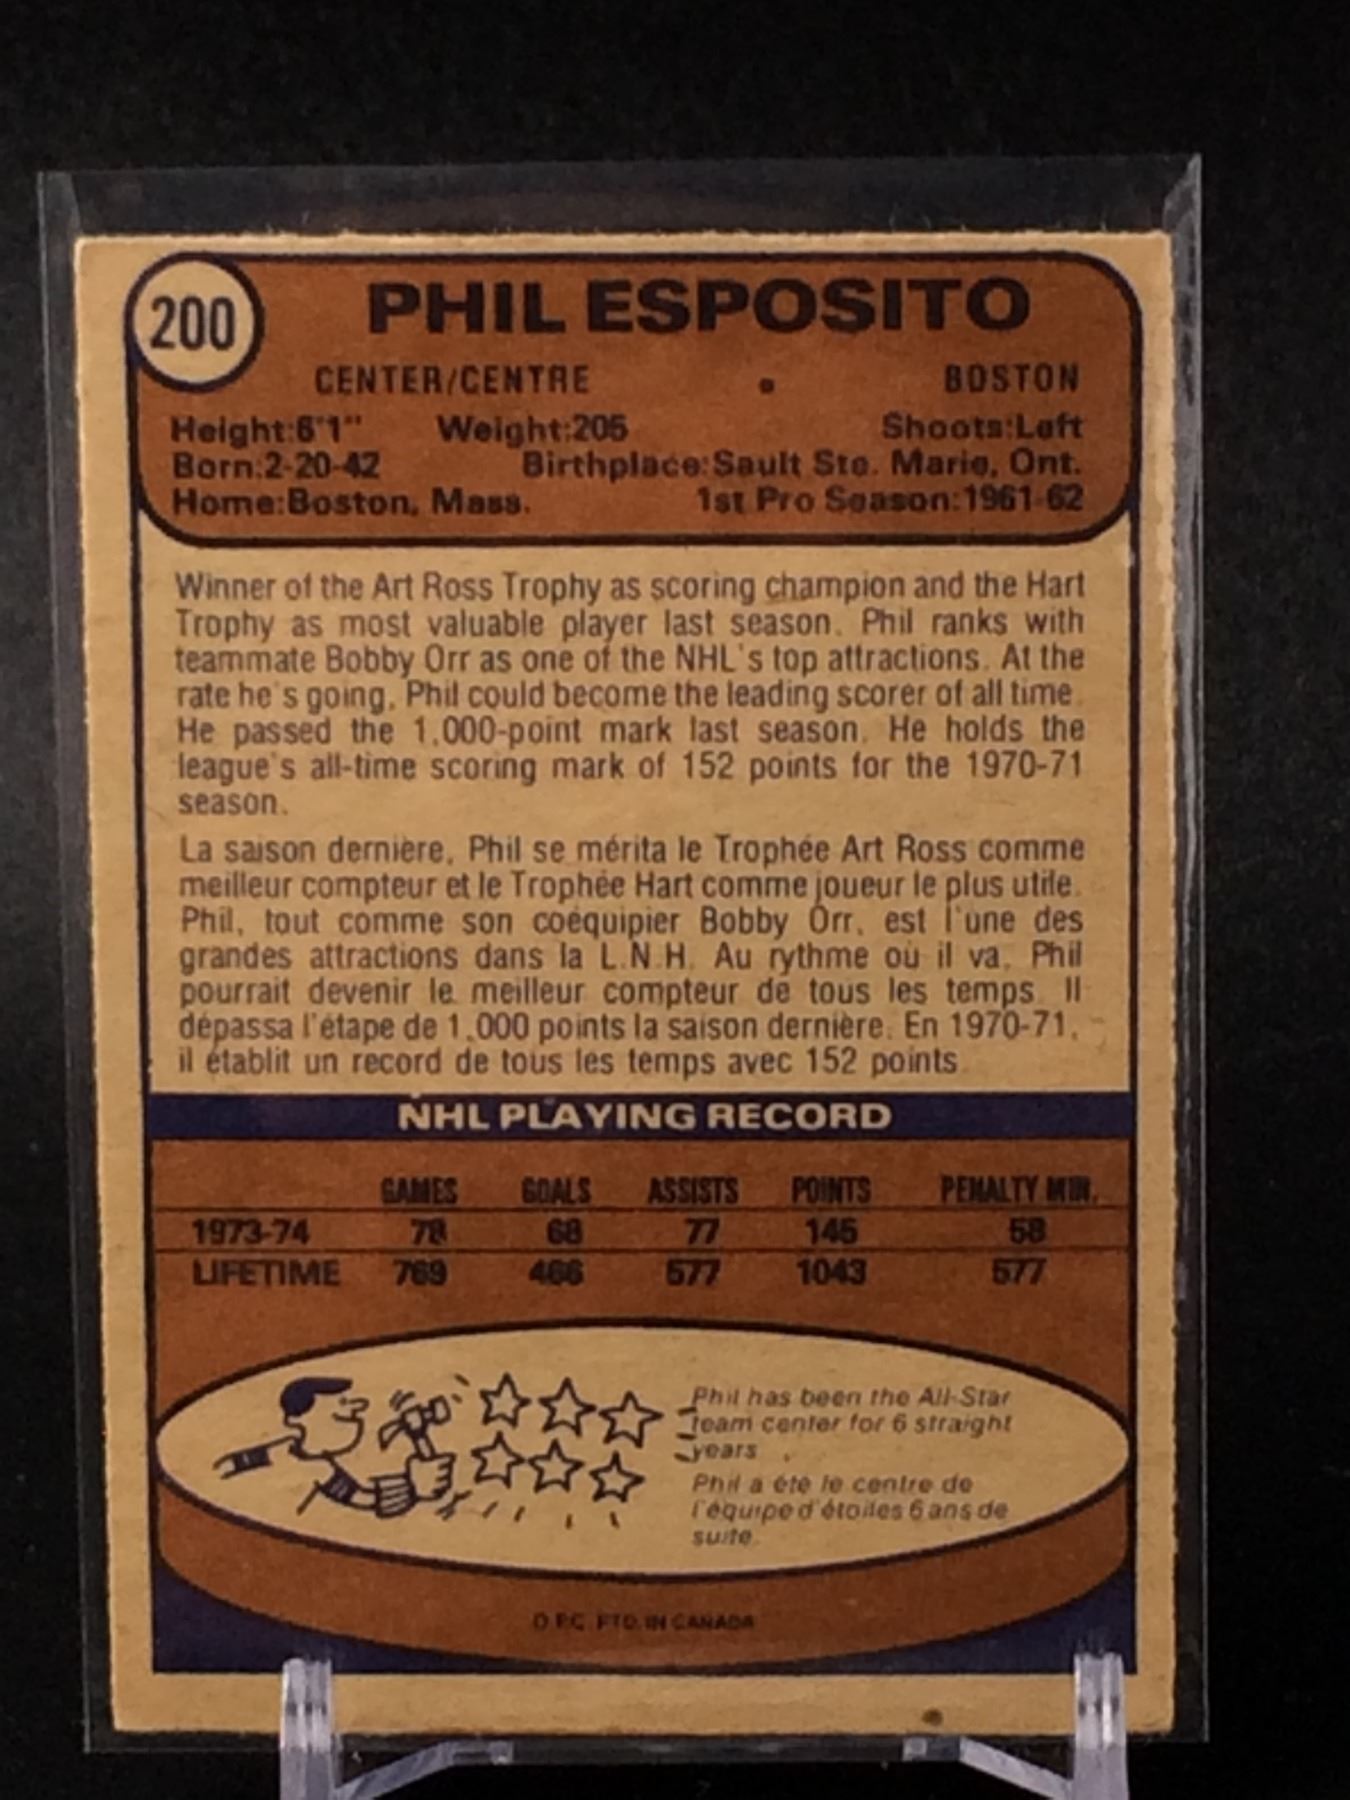 200
PHIL ESPOSITO
CENTER/CENTRE • BOSTON
Height:6'1" Weight:205 Shoots:Left
Born:2-20-42 Birthplace:Sault Ste. Marie, Ont.
Home:Boston, Mass. 1st Pro Season:1961-62
Winner of the Art Ross Trophy as scoring champion and the Hart
Trophy as most valuable player last season. Phil ranks with
teammate Bobby Orr as one of the NHL's top attractions. At the
rate he's going, Phil could become the leading scorer of all time.
He passed the 1,000-point mark last season. He holds the
league's all-time scoring mark of 152 points for the 1970-71
season.
La saison dernière, Phil se mérita le Trophée Art Ross comme
meilleur compteur et le Trophée Hart comme joueur le plus utile.
Phil, tout comme son coéquipier Bobby Orr, est l'une des
grandes attractions dans la L.N.H. Au rythme où il va, Phil
pourrait devenir le meilleur compteur de tous les temps. Il
dépassa l'étape de 1,000 points la saison dernière. En 1970-71,
il établit un record de tous les temps avec 152 points.
NHL PLAYING RECORD
GAMES GOALS ASSISTS POINTS PENALTY MIN.
1973-74 78 68 77 145 58
LIFETIME 769 466 577 1043 577
Phil has been the All-Star
team center for 6 straight
years.
Phil a été le centre de
l'équipe d'étoiles 6 ans de
suite.
O.P.C. PTD. IN CANADA